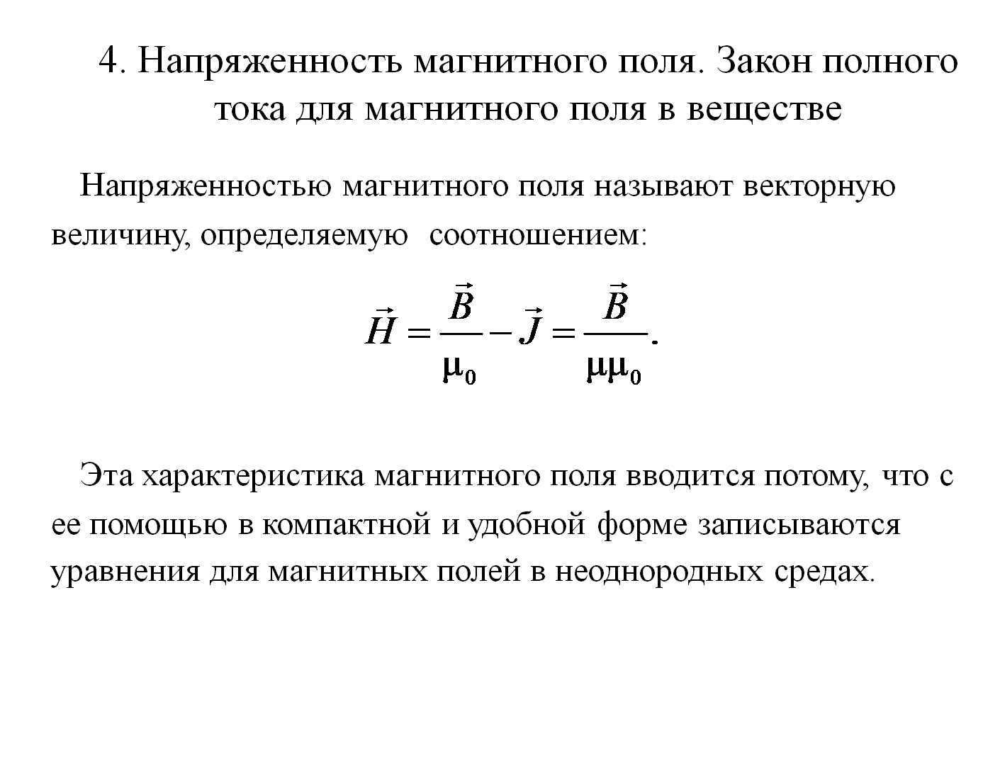 4. Напряженность магнитного поля. Закон полного
тока для магнитного поля в веществе
Напряженностью магнитного поля называют векторную
величину, определяемую соотношением:
$\vec{H} = \frac{\vec{B}}{\mu_0} - \vec{J} = \frac{\vec{B}}{\mu\mu_0}.$
Эта характеристика магнитного поля вводится потому, что с
ее помощью в компактной и удобной форме записываются
уравнения для магнитных полей в неоднородных средах.